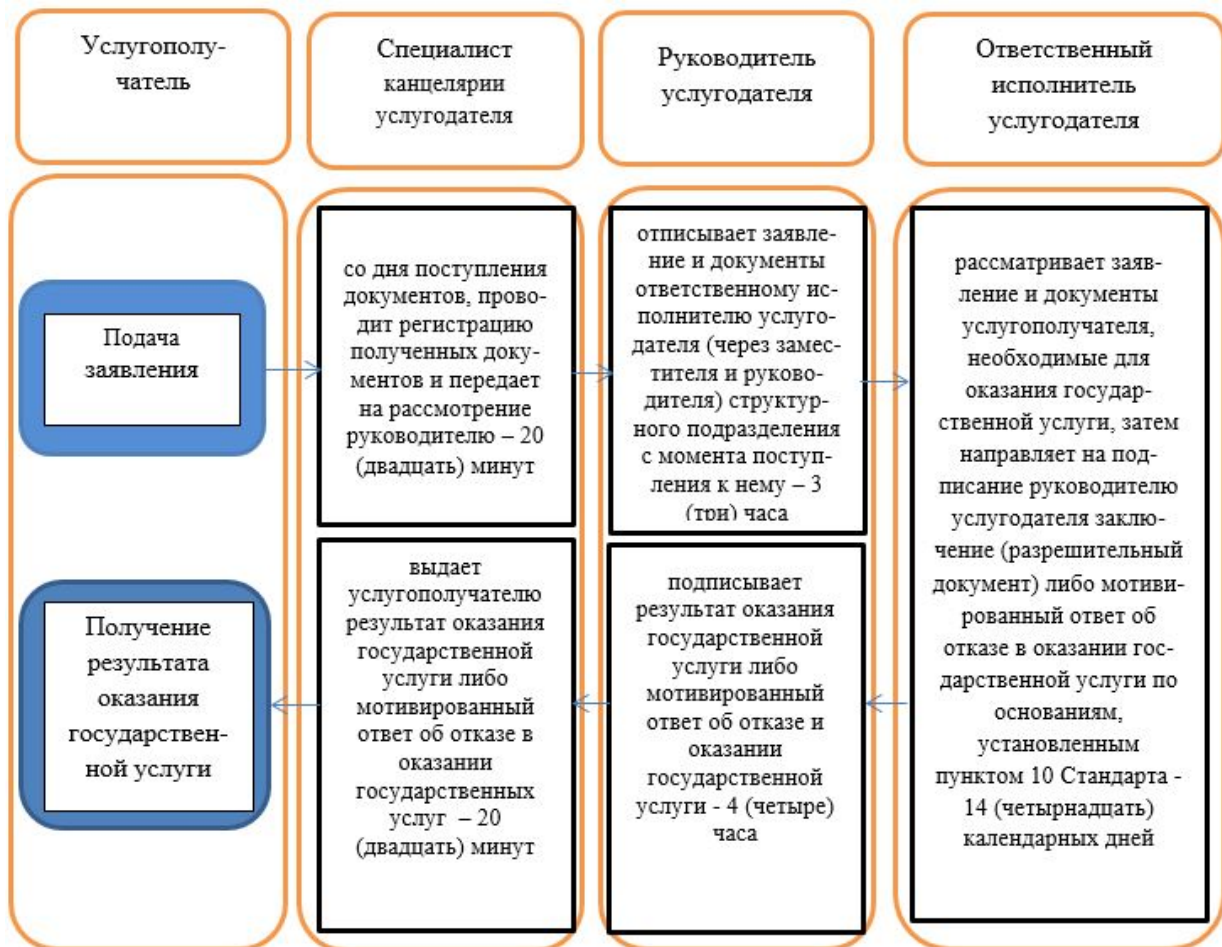 Услугополу-
чатель
Специалист
канцелярии
услугодателя
Руководитель
услугодателя
Ответственный
исполнитель
услугодателя
Подача
заявления
со дня поступления
документов, прово-
дит регистрацию
полученных доку-
ментов и передает
на рассмотрение
руководителю – 20
(двадцать) минут
отписывает заявле-
ние и документы
ответственному ис-
полнителю услуго-
дателя (через замес-
тителя и руково-
дителя) структур-
ного подразделения
с момента поступ-
ления к нему – 3
(три) часа
рассматривает заяв-
ление и документы
услугополучателя,
необходимые для
оказания государ-
ственной услуги, затем
направляет на под-
писание руководителю
услугодателя заклю-
чение (разрешительный
документ) либо мотиви-
рованный ответ об
отказе в оказании гос-
дарственной услуги по
основаниям,
установленным
пунктом 10 Стандарта -
14 (четырнадцать)
календарных дней
подписывает
результат оказания
государственной
услуги либо
мотивированный
ответ об отказе и
оказании
государственной
услуги - 4 (четыре)
часа
выдает
услугополучателю
результат оказания
государственной
услуги либо
мотивированный
ответ об отказе в
оказании
государственных
услуг – 20
(двадцать) минут
Получение
результата
оказания
государствен-
ной услуги